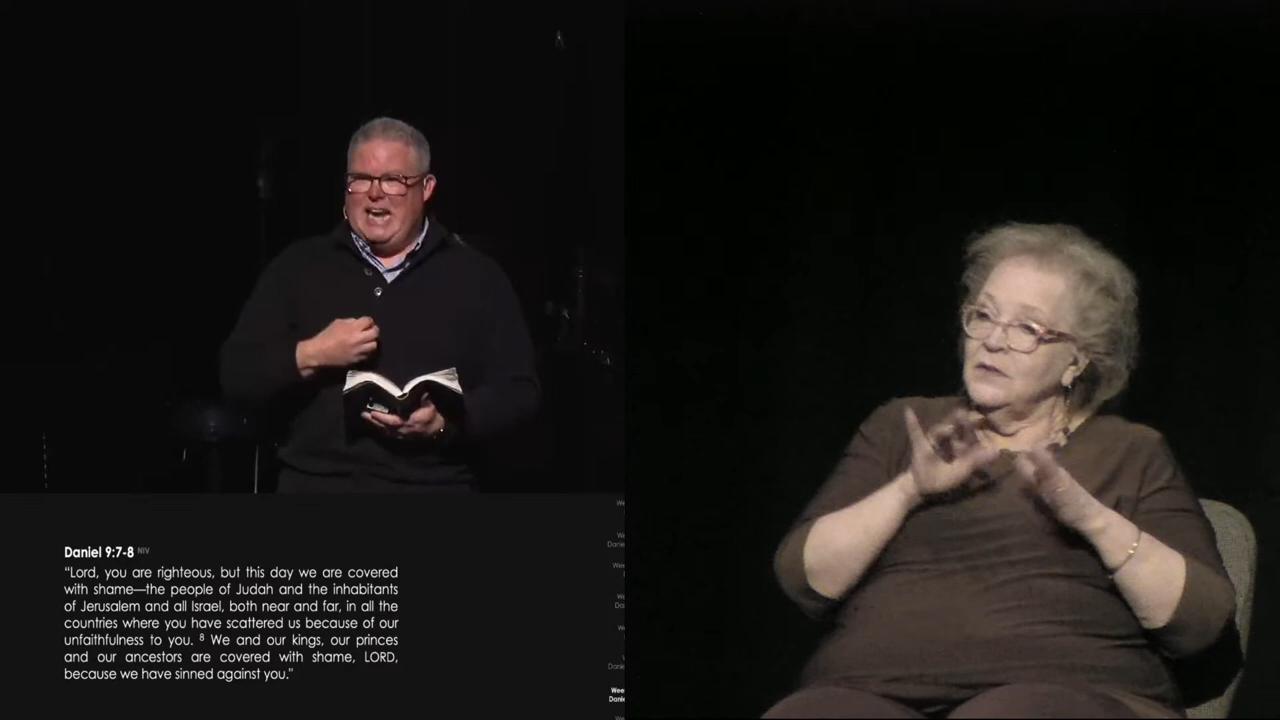 Daniel 9:7-8 NIV
“Lord, you are righteous, but this day we are covered
with shame—the people of Judah and the inhabitants
of Jerusalem and all Israel, both near and far, in all the
countries where you have scattered us because of our
unfaithfulness to you. 8 We and our kings, our princes
and our ancestors are covered with shame, LORD,
because we have sinned against you.”